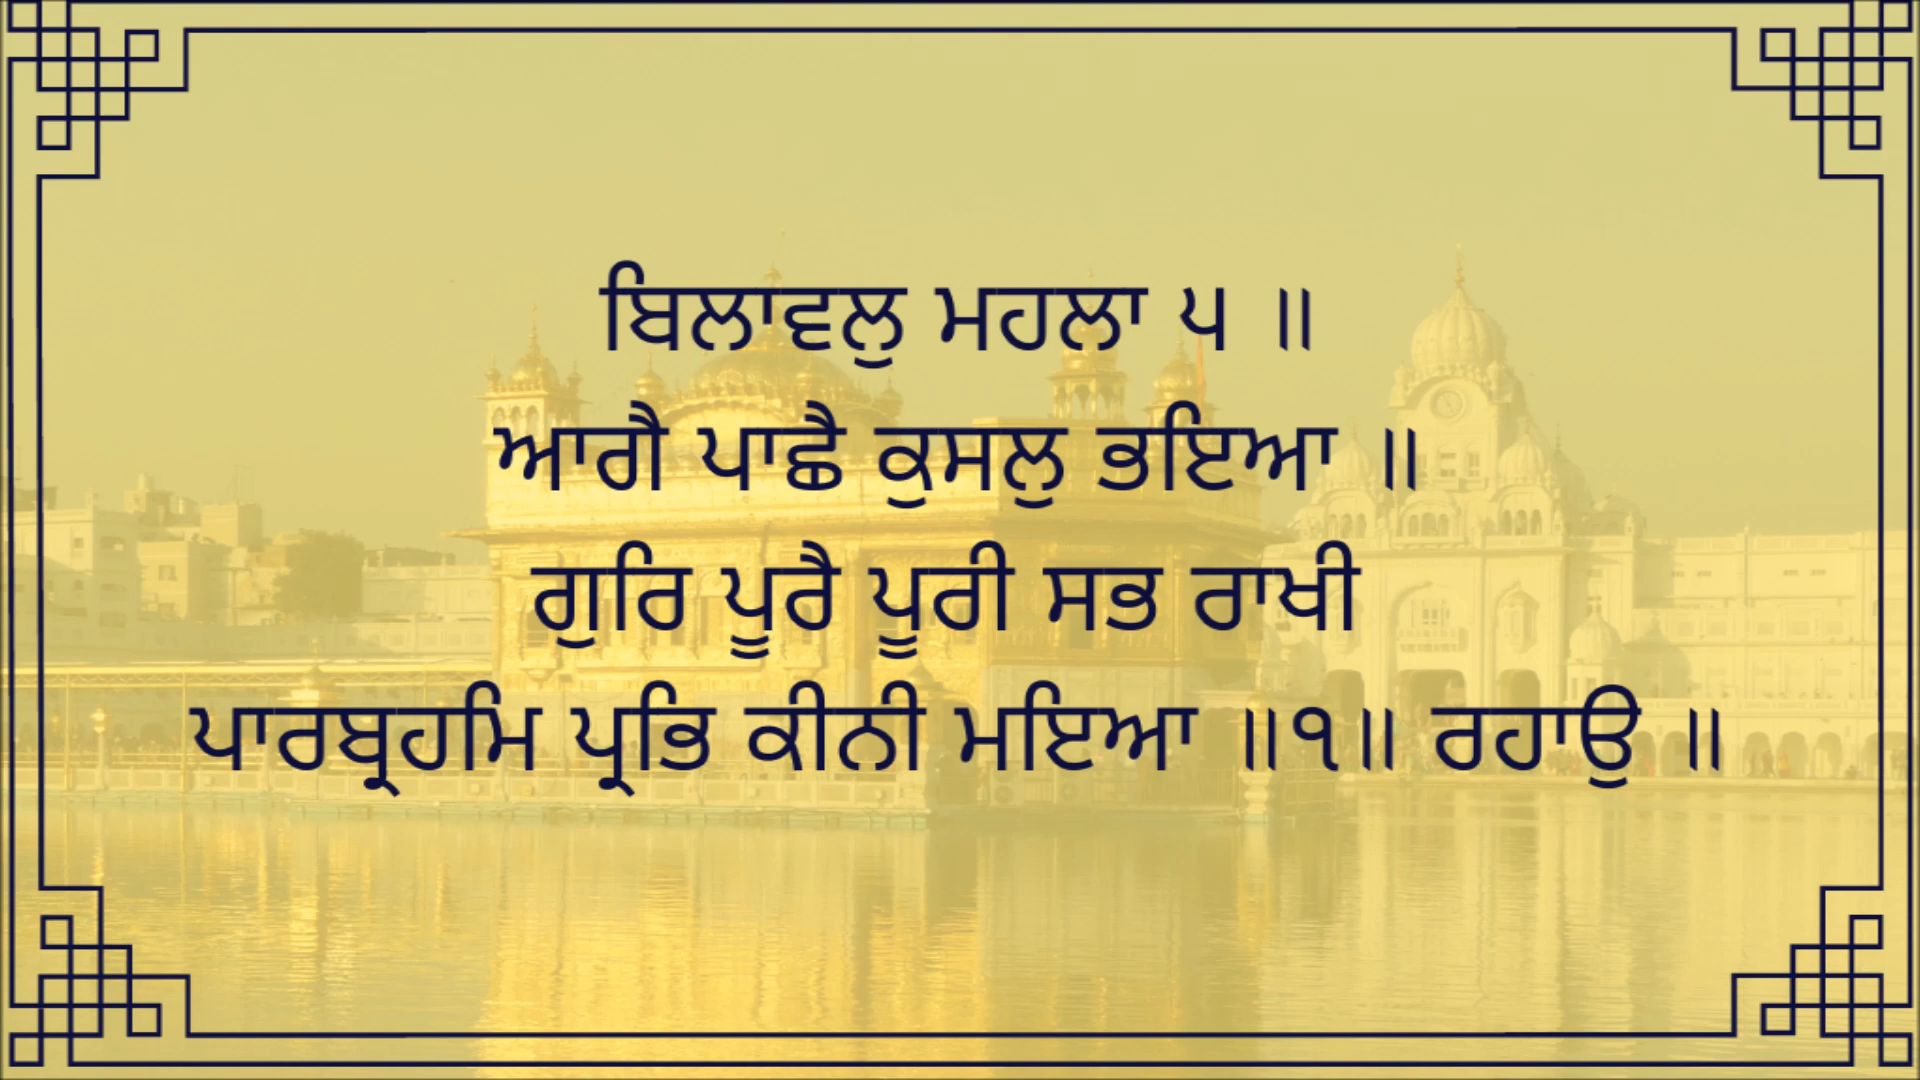 ਬਿਲਾਵਲੁ ਮਹਲਾ ੫ ॥
ਆਗੈ ਪਾਛੈ ਕੁਸਲੁ ਭਇਆ ॥
ਗੁਰਿ ਪੂਰੈ ਪੂਰੀ ਸਭ ਰਾਖੀ
ਪਾਰਬ੍ਰਹਮਿ ਪ੍ਰਭਿ ਕੀਨੀ ਮਇਆ ॥੧॥ ਰਹਾਉ ॥